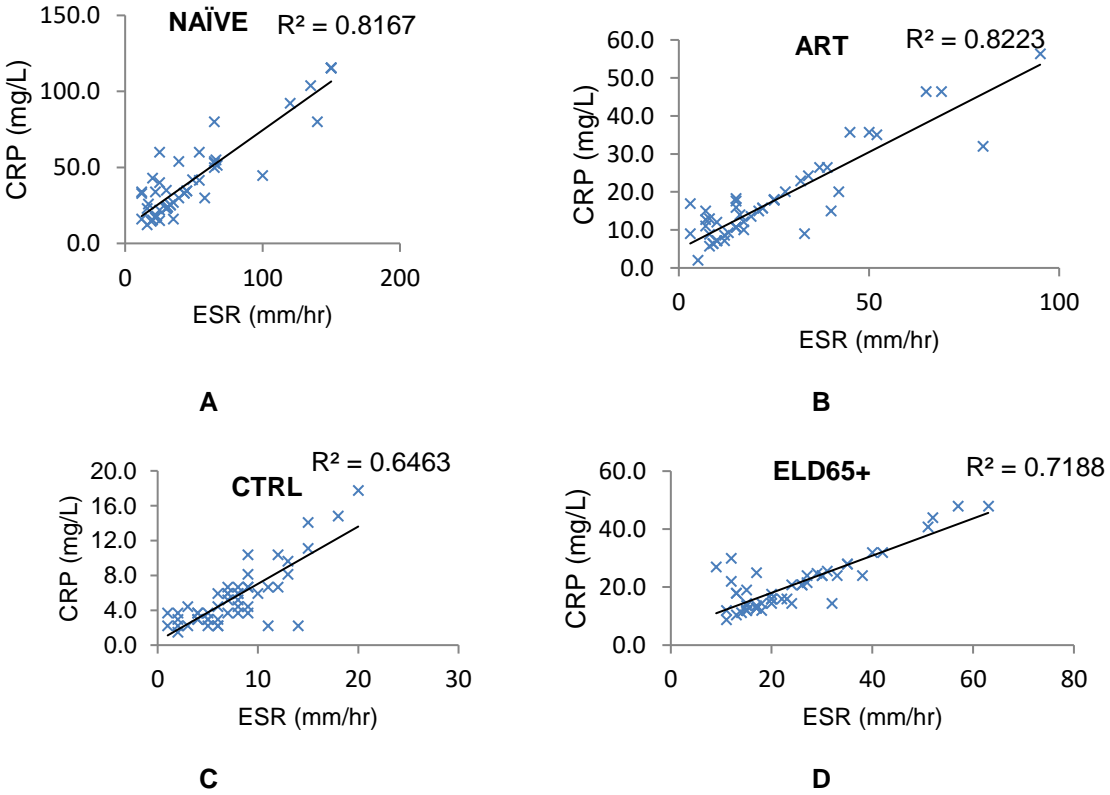 NAÏVE
R² = 0.8167
150.0
100.0
50.0
0.0
CRP (mg/L)
0
100
200
ESR (mm/hr)
A
ART
R² = 0.8223
60.0
50.0
40.0
30.0
20.0
10.0
0.0
CRP (mg/L)
0
50
100
ESR (mm/hr)
B
CTRL
R² = 0.6463
20.0
16.0
12.0
8.0
4.0
0.0
CRP (mg/L)
0
10
20
30
ESR (mm/hr)
C
ELD65+
R² = 0.7188
60.0
40.0
20.0
0.0
CRP (mg/L)
0
20
40
60
80
ESR (mm/hr)
D